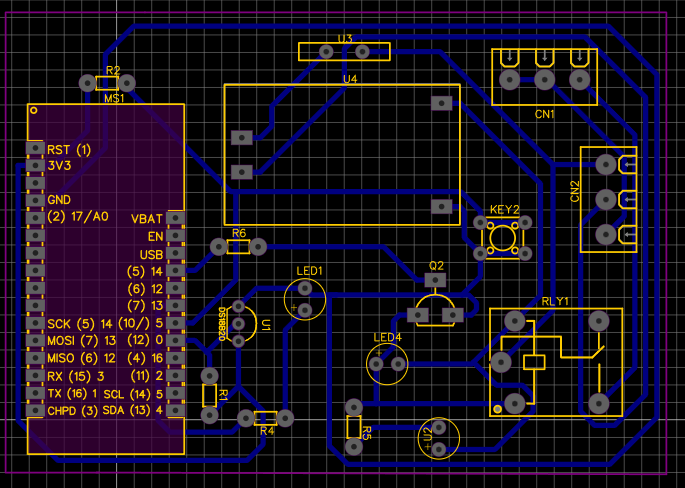 U3
R2
U4
MS1
CN1
RST (1)
3V3
CN2
GND
(2) 17/A0
VBAT
KEY2
EN
R6
USB
(5) 14
LED1
Q2
(6) 12
(7) 13
RLY1
SCK (5) 14 (10/) 5
DS18B20
U1
MOSI (7) 13 (12) 0
LED4
MISO (6) 12 (4) 16
RX (15) 3 (11) 2
TX (16) 1 SCL (14) 5
R1
CHPD (3) SDA (13) 4
R4
R5
U2